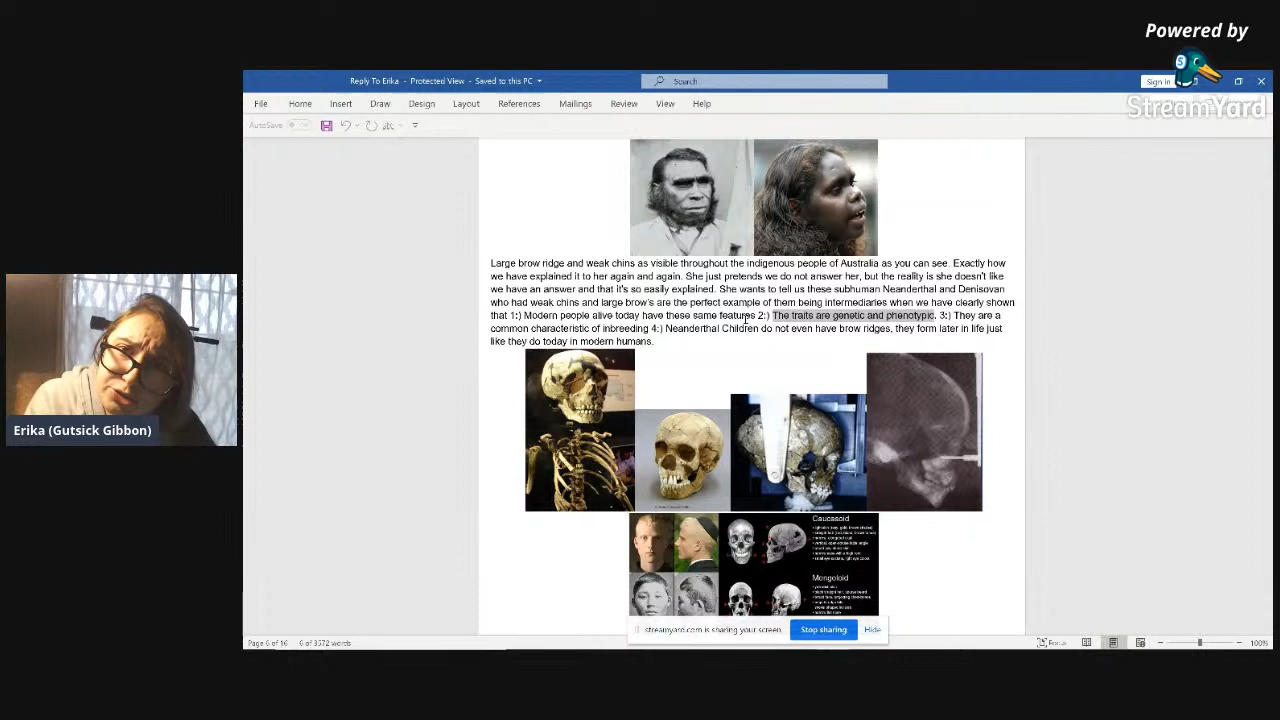 Powered by
StreamYard
Reply To Erika - Protected View - Saved to this PC
Search
Sign in
File Home Insert Draw Design Layout References Mailings Review View Help
AutoSave
Large brow ridge and weak chins as visible throughout the indigenous people of Australia as you can see. Exactly how
we have explained it to her again and again. She just pretends we do not answer her, but the reality is she doesn't like
we have an answer and that it's so easily explained. She wants to tell us these subhuman Neanderthal and Denisovan
who had weak chins and large brow's are the perfect example of them being intermediaries when we have clearly shown
that 1:) Modern people alive today have these same features 2:) The traits are genetic and phenotypic. 3:) They are a
common characteristic of inbreeding 4:) Neanderthal Children do not even have brow ridges, they form later in life just
like they do today in modern humans.
Erika (Gutsick Gibbon)
Caucasoid
Mongoloid
streamyard.com is sharing your screen.
Stop sharing
Hide
Page 6 of 16 6 of 3572 words
Focus
100%